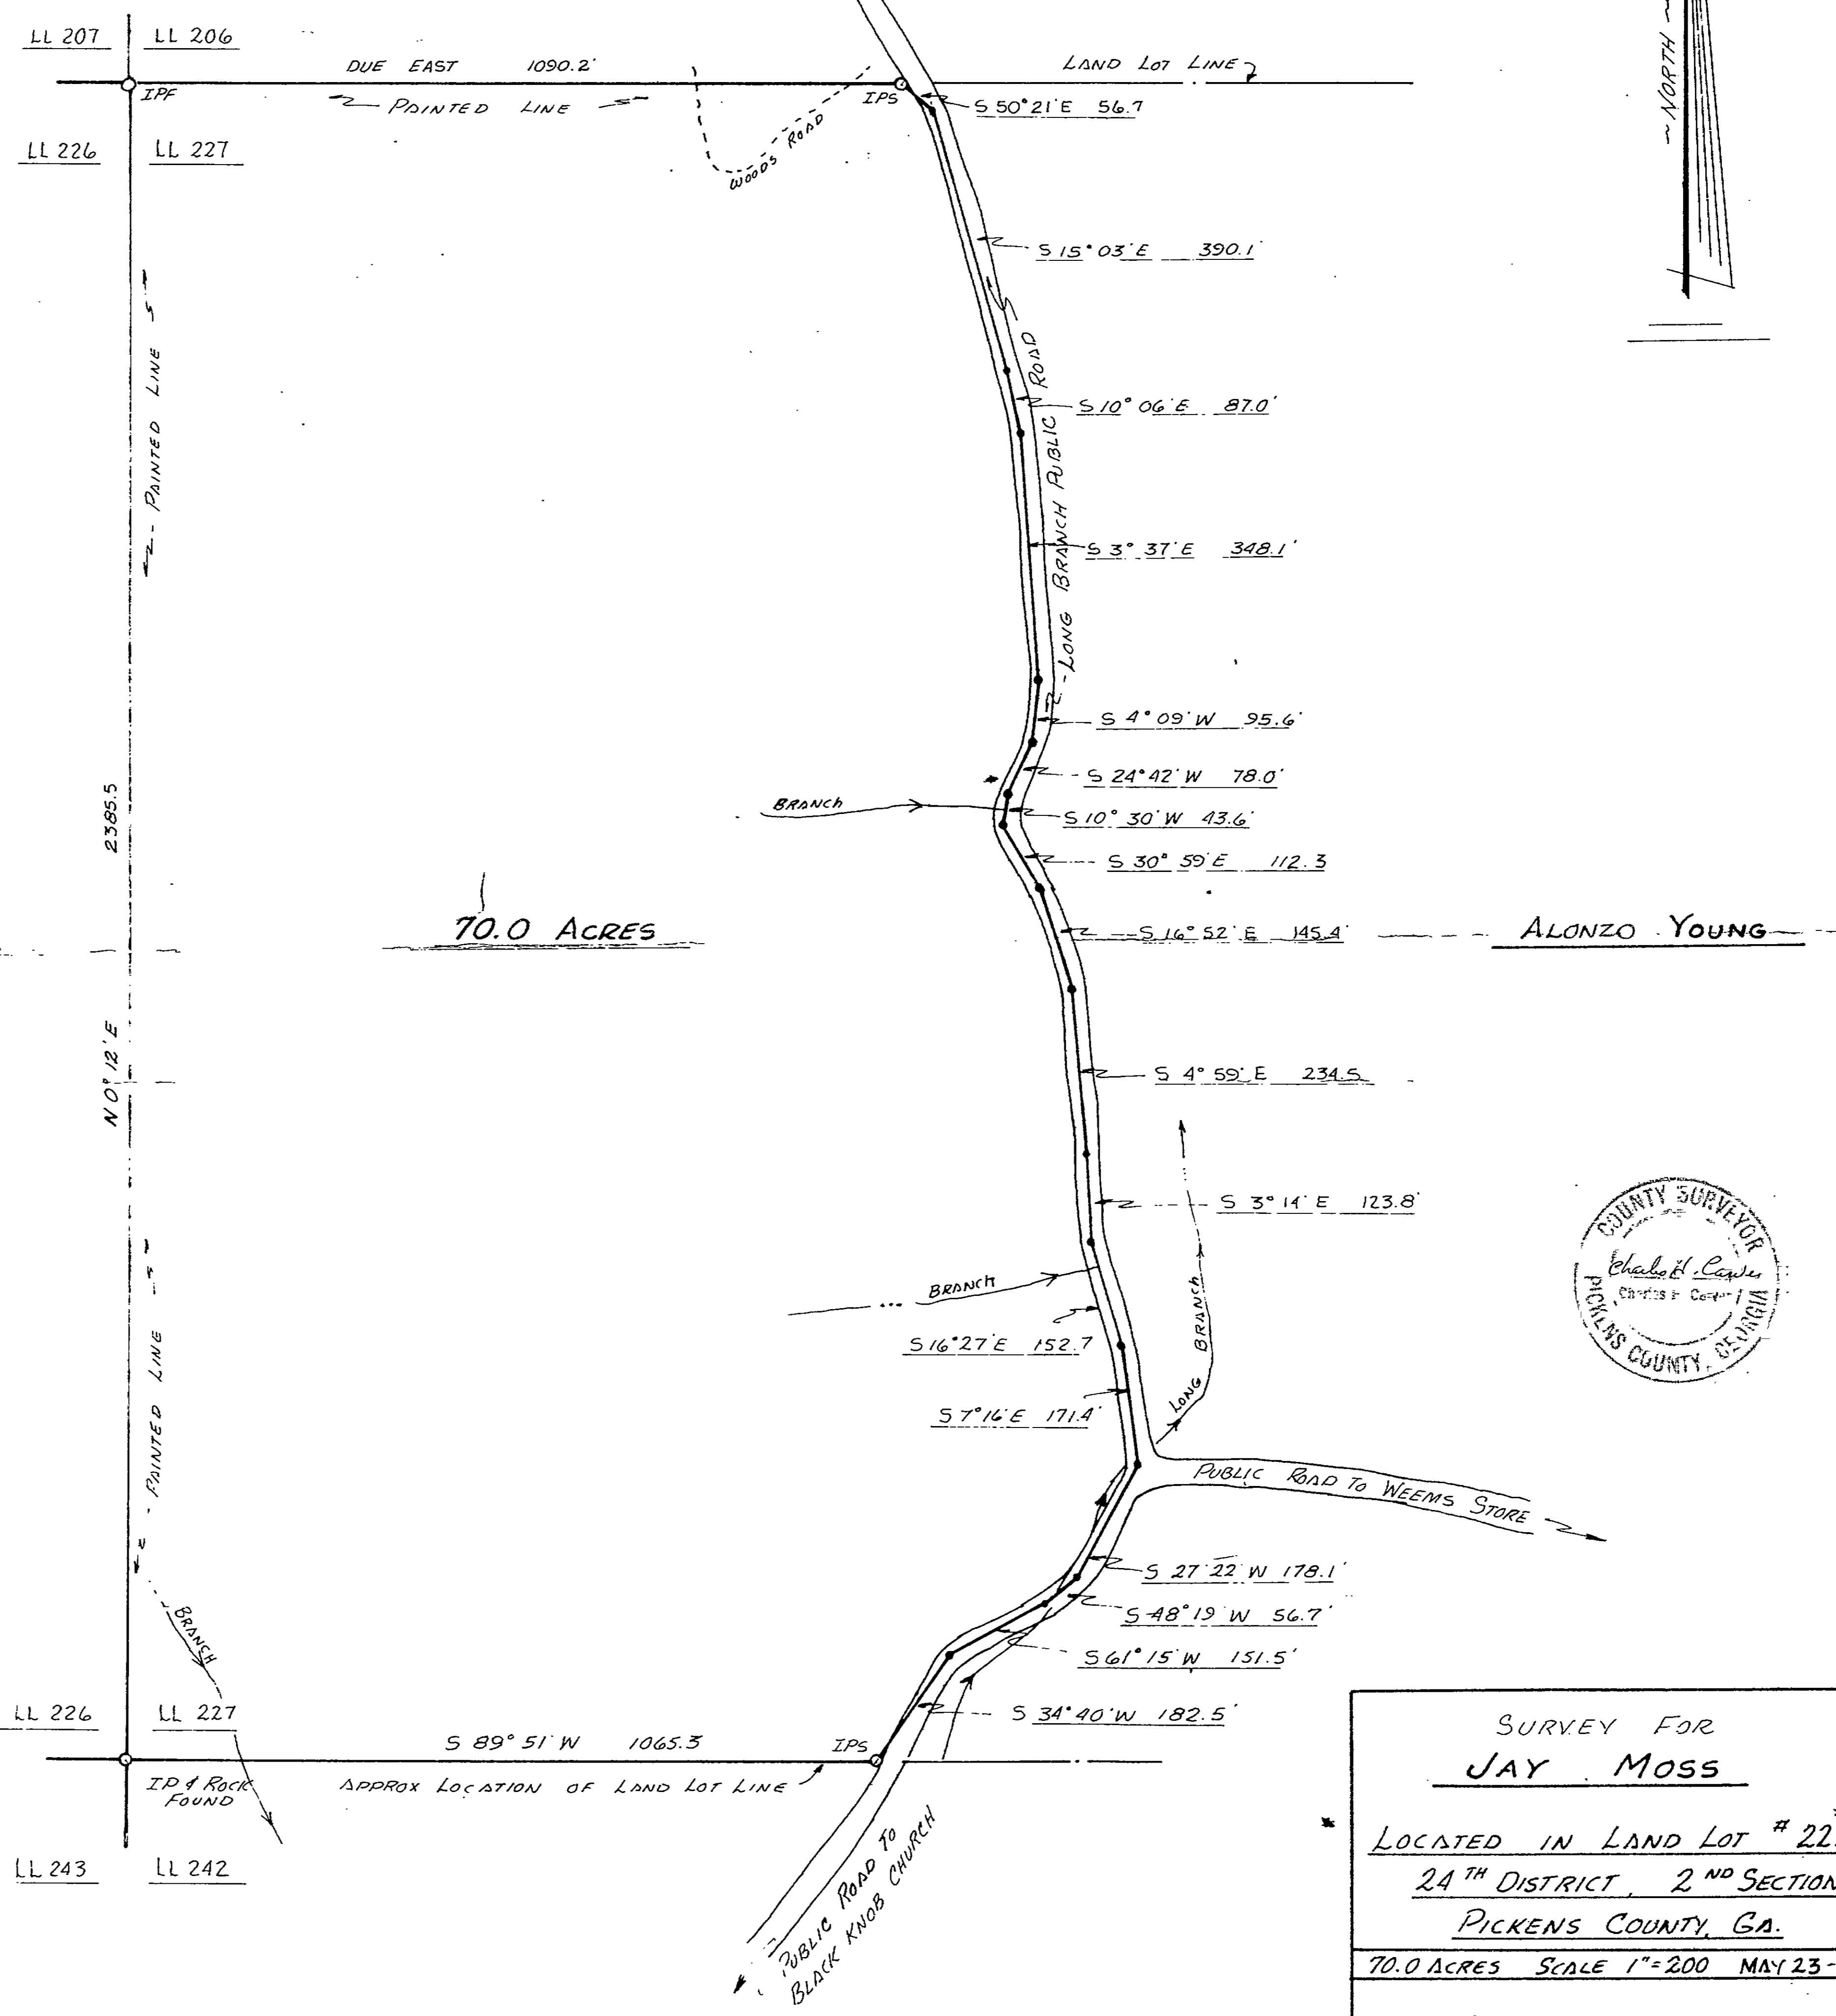 LL 207
LL 206
DUE EAST 1090.2'
LAND LOT LINE
~ NORTH ~
IPF
PAINTED LINE
IPS
S 50° 21' E 56.7
LL 226
LL 227
WOODS ROAD
S 15° 03' E 390.1'
PAINTED LINE
LONG BRANCH PUBLIC ROAD
S 10° 06' E 87.0'
S 3° 37' E 348.1'
S 4° 09' W 95.6'
S 24° 42' W 78.0'
BRANCH
S 10° 30' W 43.6'
2385.5
S 30° 59' E 112.3
70.0 ACRES
S 16° 52' E 145.4'
ALONZO YOUNG
N 0° 12' E
S 4° 59' E 234.5
S 3° 14' E 123.8'
COUNTY SURVEYOR
Charles H.
PICKENS COUNTY, GEORGIA
BRANCH
LONG BRANCH
S 16° 27' E 152.7
PAINTED LINE
S 7° 16' E 171.4'
PUBLIC ROAD TO WEEMS STORE
S 27° 22' W 178.1'
S 48° 19' W 56.7'
BRANCH
S 61° 15' W 151.5'
LL 226
LL 227
S 34° 40' W 182.5'
S 89° 51' W 1065.3
IPS
IP & ROCK
FOUND
APPROX LOCATION OF LAND LOT LINE
LL 243
LL 242
PUBLIC ROAD TO
BLACK KNOB CHURCH
SURVEY FOR
JAY MOSS
LOCATED IN LAND LOT # 22
24TH DISTRICT, 2ND SECTION
PICKENS COUNTY, GA.
70.0 ACRES SCALE 1"=200 MAY 23-